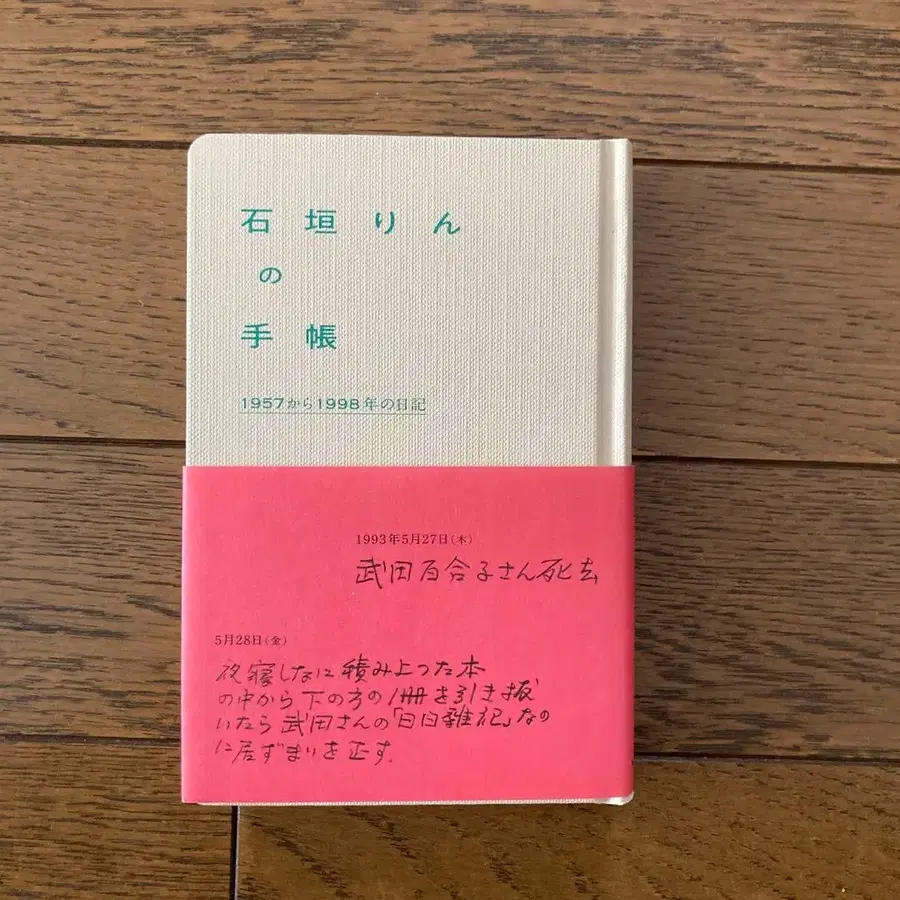 石垣りん
の
手帳
1957から1998年の日記
1993年5月27日(木)
武田百合子さん死去
5月28日(金)
夜寝しなに積み上った本
の中から下の方の1冊を引き抜
いたら武田さんの「日日雑記」なの
に居ずまいを正す.